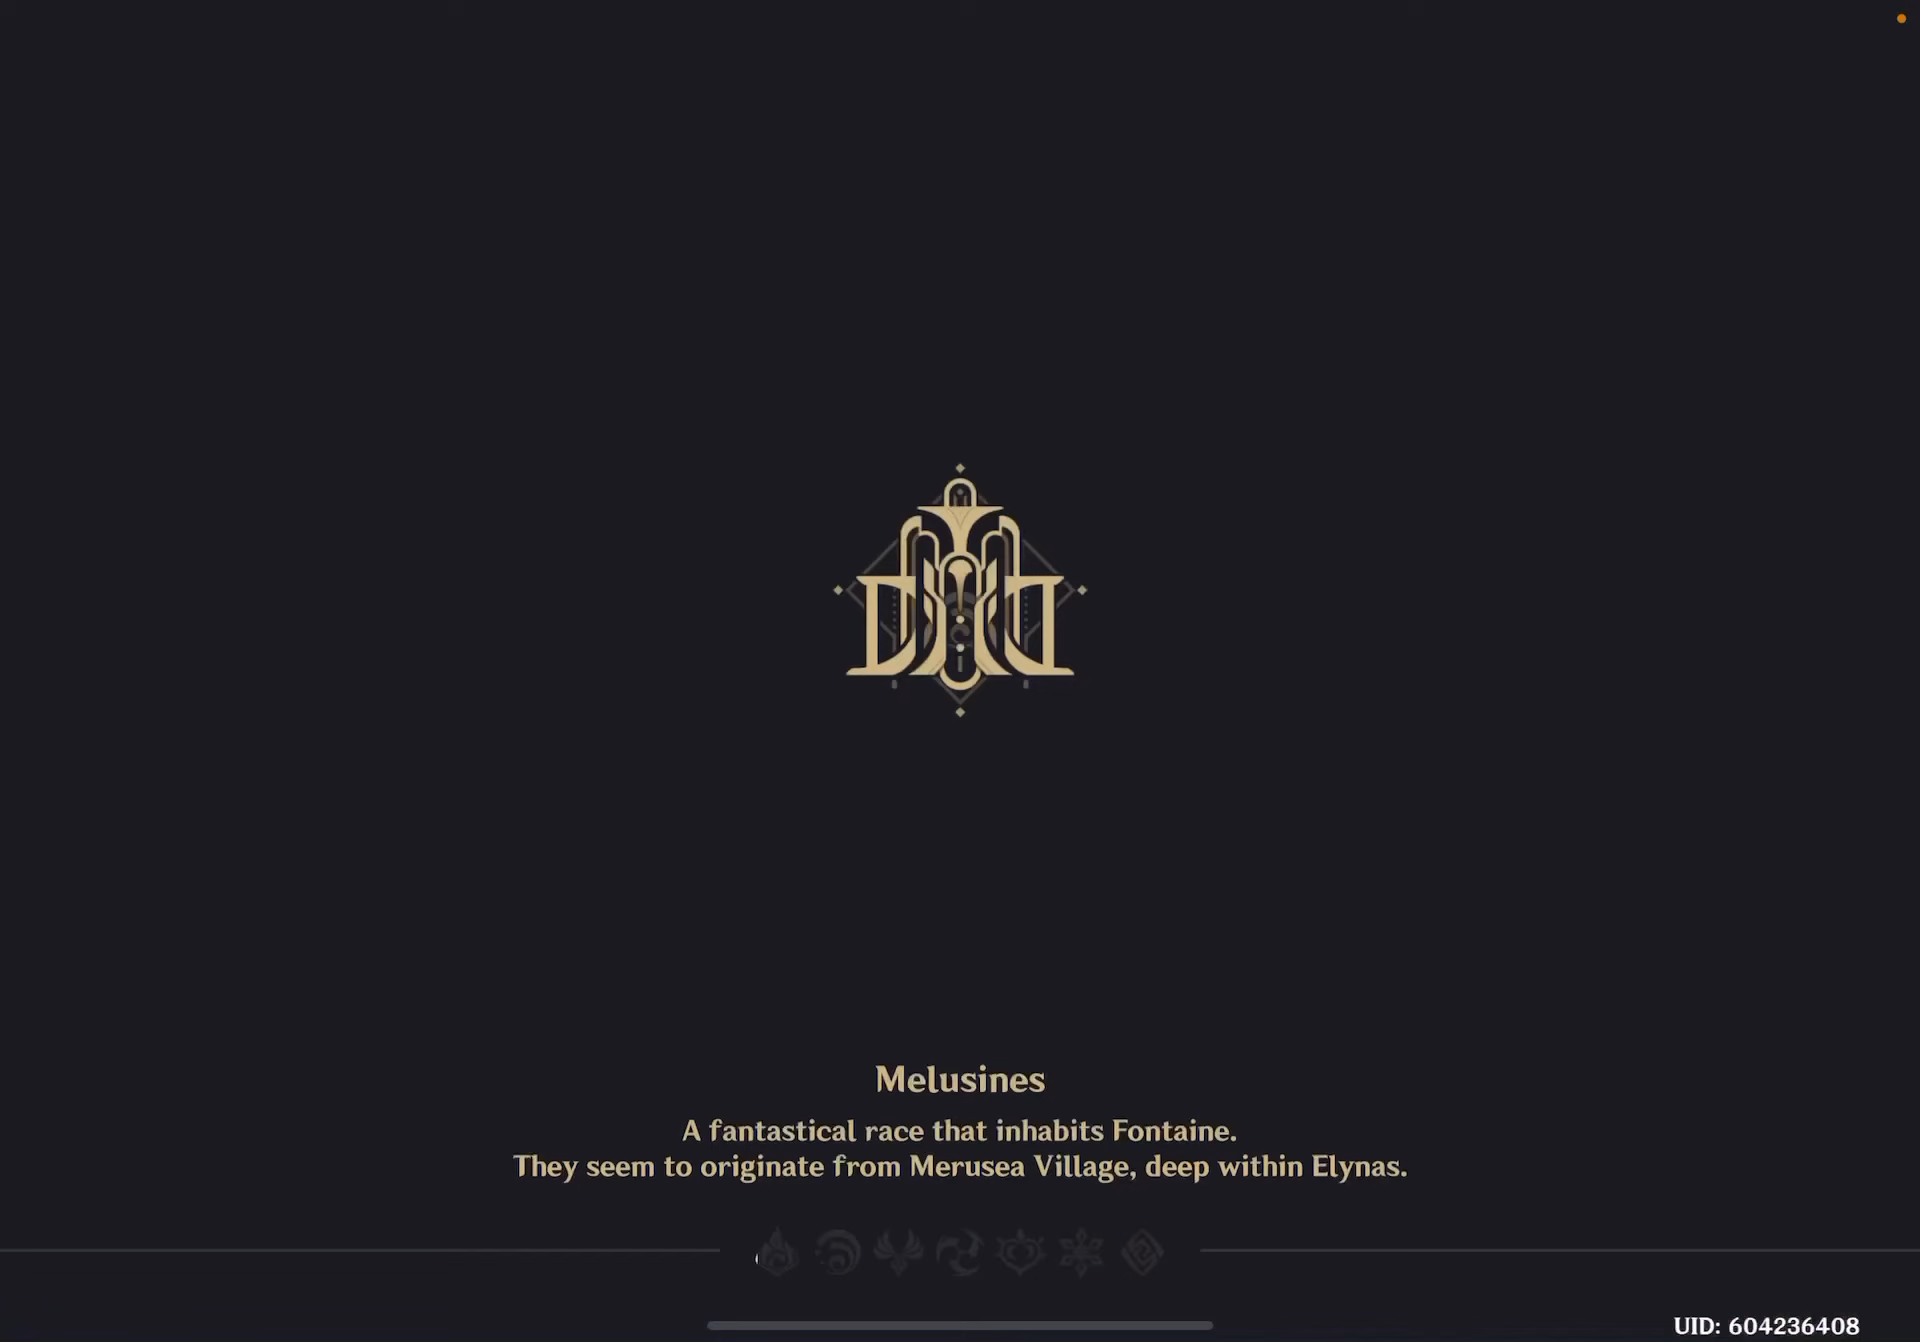 Melusines
A fantastical race that inhabits Fontaine.
They seem to originate from Merusea Village, deep within Elynas.
UID: 604236408